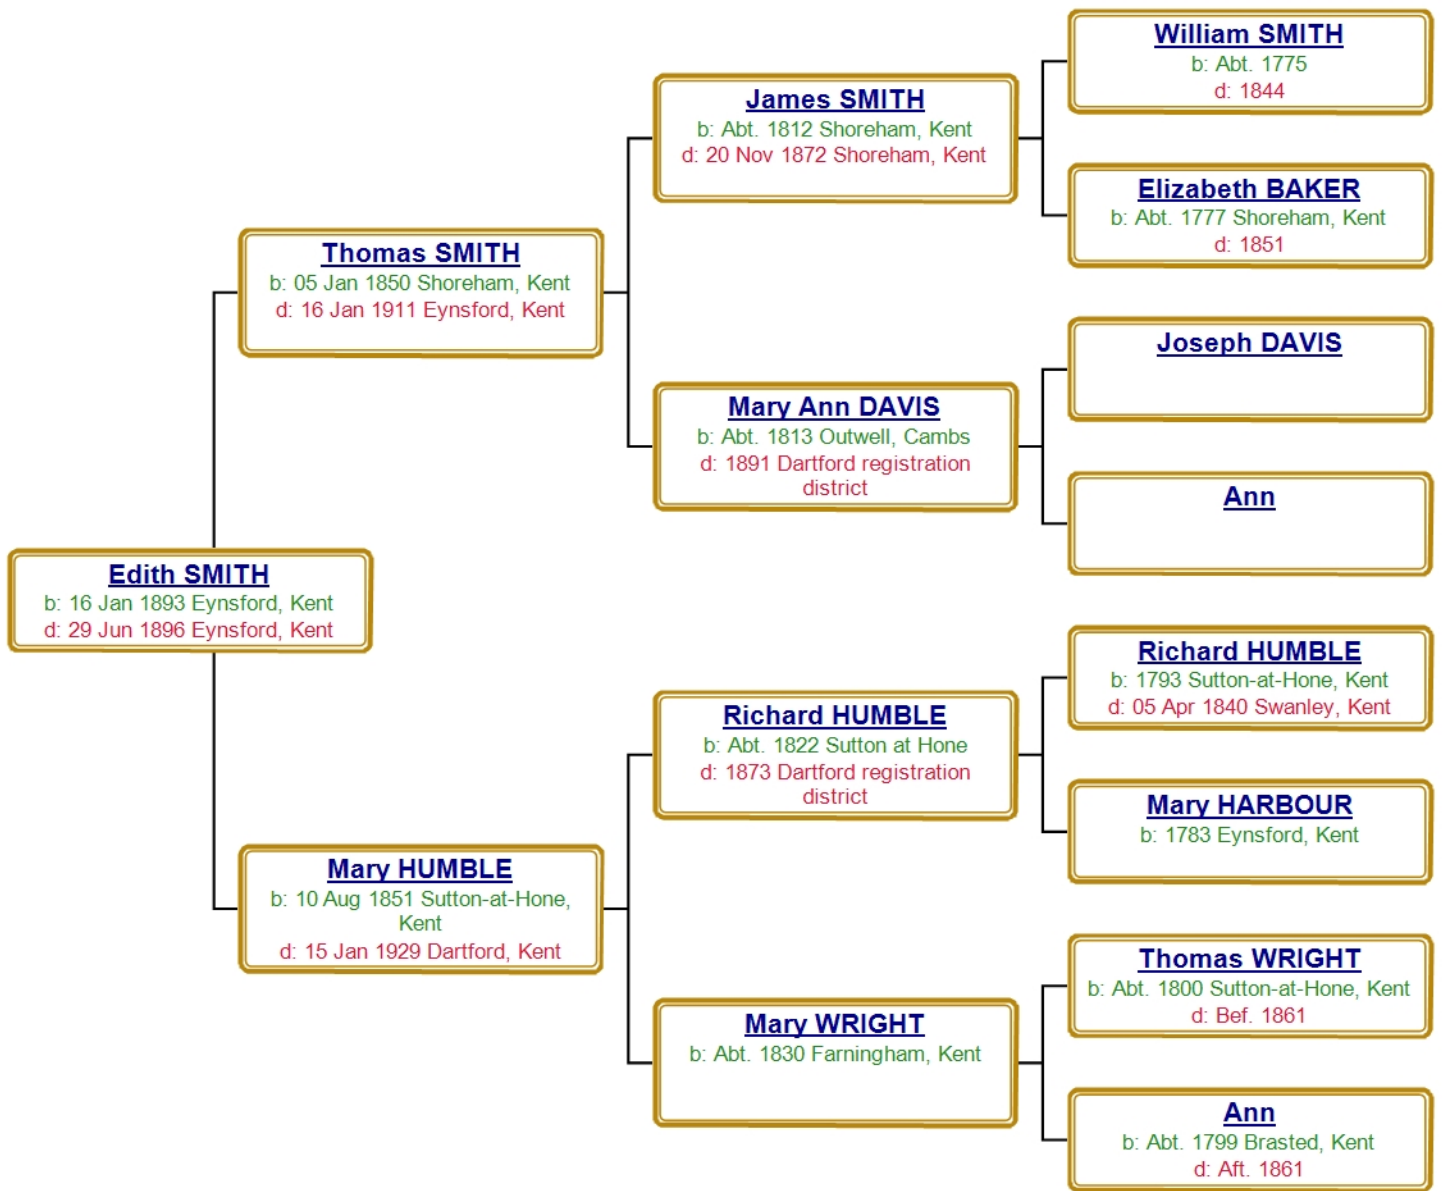 William SMITH
b: Abt. 1775
d: 1844
James SMITH
b: Abt. 1812 Shoreham, Kent
d: 20 Nov 1872 Shoreham, Kent
Elizabeth BAKER
b: Abt. 1777 Shoreham, Kent
d: 1851
Thomas SMITH
b: 05 Jan 1850 Shoreham, Kent
d: 16 Jan 1911 Eynsford, Kent
Joseph DAVIS
Mary Ann DAVIS
b: Abt. 1813 Outwell, Cambs
d: 1891 Dartford registration
district
Ann
Edith SMITH
b: 16 Jan 1893 Eynsford, Kent
d: 29 Jun 1896 Eynsford, Kent
Richard HUMBLE
b: 1793 Sutton-at-Hone, Kent
d: 05 Apr 1840 Swanley, Kent
Richard HUMBLE
b: Abt. 1822 Sutton at Hone
d: 1873 Dartford registration
district
Mary HARBOUR
b: 1783 Eynsford, Kent
Mary HUMBLE
b: 10 Aug 1851 Sutton-at-Hone,
Kent
d: 15 Jan 1929 Dartford, Kent
Thomas WRIGHT
b: Abt. 1800 Sutton-at-Hone, Kent
d: Bef. 1861
Mary WRIGHT
b: Abt. 1830 Farningham, Kent
Ann
b: Abt. 1799 Brasted, Kent
d: Aft. 1861